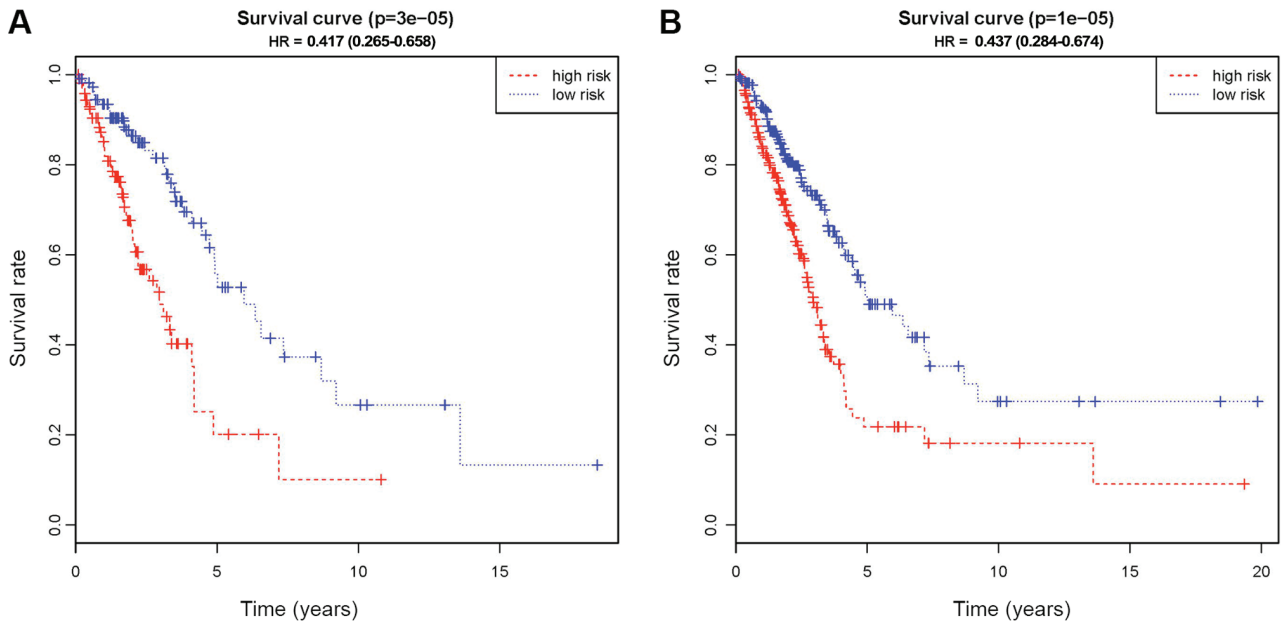 A
Survival curve (p=3e−05)
HR = 0.417 (0.265-0.658)
high risk
low risk
Survival rate
1.0
0.8
0.6
0.4
0.2
0.0
0
5
10
15
Time (years)
B
Survival curve (p=1e−05)
HR = 0.437 (0.284-0.674)
high risk
low risk
Survival rate
1.0
0.8
0.6
0.4
0.2
0.0
0
5
10
15
20
Time (years)